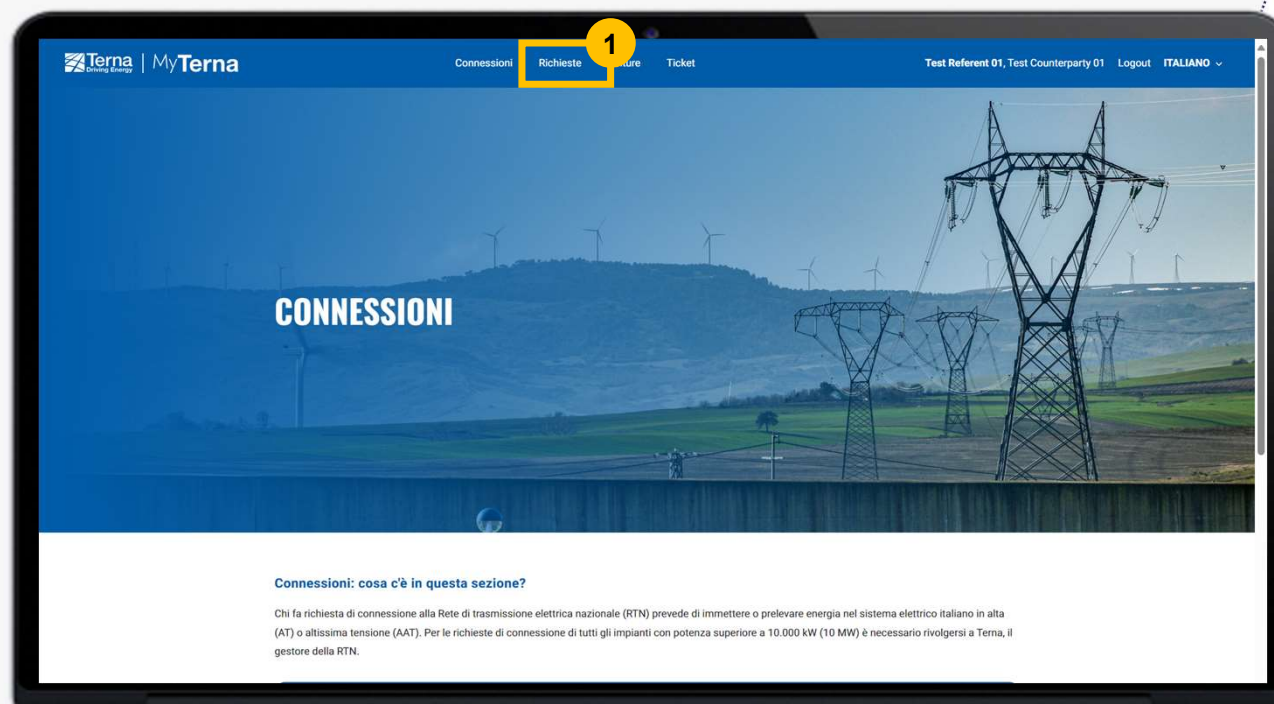 1
Terna
Driving Energy
MyTerna
Connessioni Richieste Ticket
Test Referent 01, Test Counterparty 01 Logout ITALIANO
CONNESSIONI
Connessioni: cosa c'è in questa sezione?
Chi fa richiesta di connessione alla Rete di trasmissione elettrica nazionale (RTN) prevede di immettere o prelevare energia nel sistema elettrico italiano in alta
(AT) o altissima tensione (AAT). Per le richieste di connessione di tutti gli impianti con potenza superiore a 10.000 kW (10 MW) è necessario rivolgersi a Terna, il
gestore della RTN.